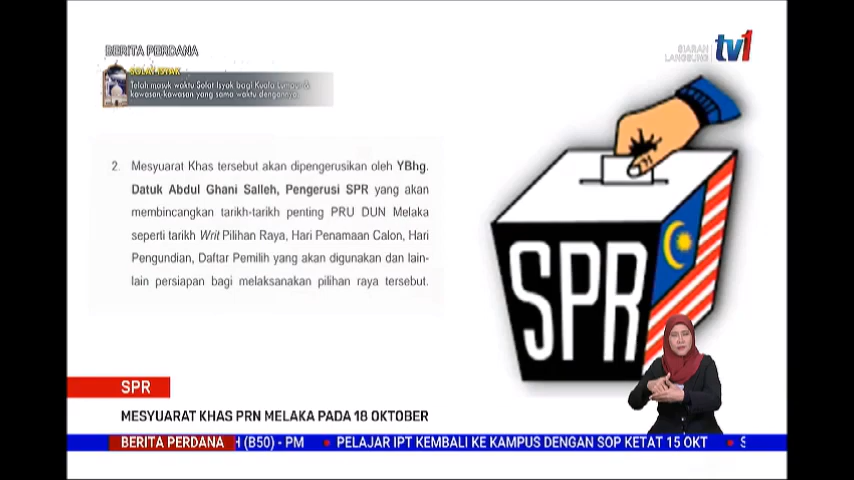 BERITA PERDANA
SIARAN
LANGSUNG
tv1
SOLAT ISYAK
Telah masuk waktu Solat Isyak bagi Kuala Lumpur &
kawasan-kawasan yang sama waktu dengannya.
2. Mesyuarat Khas tersebut akan dipengerusikan oleh YBhg.
Datuk Abdul Ghani Salleh, Pengerusi SPR yang akan
membincangkan tarikh-tarikh penting PRU DUN Melaka
seperti tarikh Writ Pilihan Raya, Hari Penamaan Calon, Hari
Pengundian, Daftar Pemilih yang akan digunakan dan lain-
lain persiapan bagi melaksanakan pilihan raya tersebut.
SPR
SPR
MESYUARAT KHAS PRN MELAKA PADA 18 OKTOBER
BERITA PERDANA H (B50) - PM • PELAJAR IPT KEMBALI KE KAMPUS DENGAN SOP KETAT 15 OKT • S